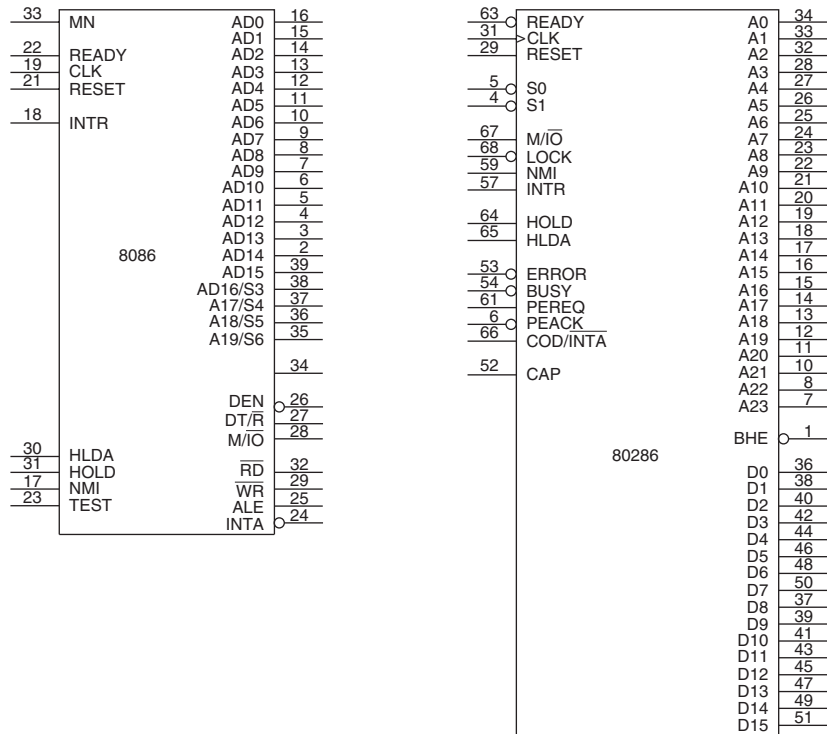 33 MN
22 READY
19 CLK
21 RESET
18 INTR
8086
30 HLDA
31 HOLD
17 NMI
23 TEST
AD0 16
AD1 15
AD2 14
AD3 13
AD4 12
AD5 11
AD6 10
AD7 9
AD8 8
AD9 7
AD10 6
AD11 5
AD12 4
AD13 3
AD14 2
AD15 39
AD16/S3 38
A17/S4 37
A18/S5 36
A19/S6 35
34
DEN 26
DT/R̅ 27
M/I̅O̅ 28
R̅D̅ 32
W̅R̅ 29
ALE 25
INTA 24
63 READY
31 CLK
29 RESET
5 S0
4 S1
67 M/I̅O̅
68 LOCK
59 NMI
57 INTR
64 HOLD
65 HLDA
53 ERROR
54 BUSY
61 PEREQ
6 PEACK
66 COD/I̅N̅T̅A̅
52 CAP
80286
A0 34
A1 33
A2 32
A3 28
A4 27
A5 26
A6 25
A7 24
A8 23
A9 22
A10 21
A11 20
A12 19
A13 18
A14 17
A15 16
A16 15
A17 14
A18 13
A19 12
A20 11
A21 10
A22 8
A23 7
BHE 1
D0 36
D1 38
D2 40
D3 42
D4 44
D5 46
D6 48
D7 50
D8 37
D9 39
D10 41
D11 43
D12 45
D13 47
D14 49
D15 51